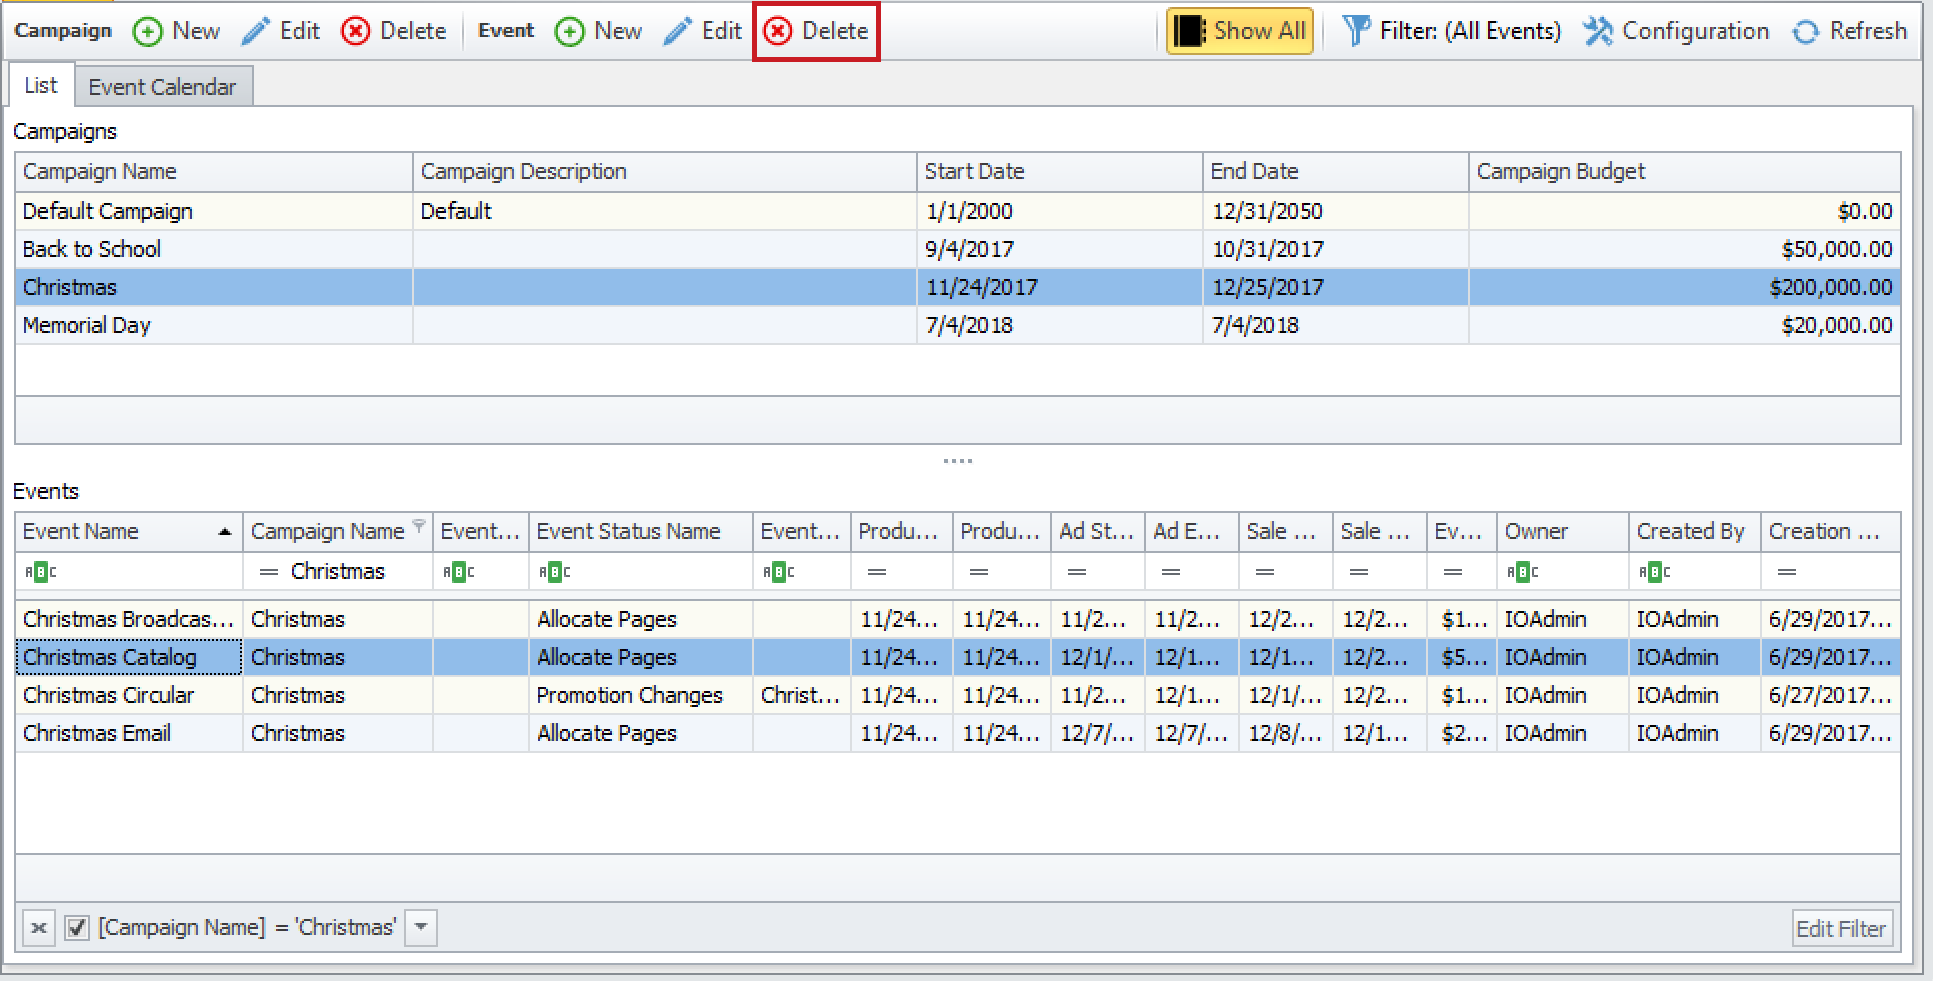 Campaign New Edit Delete Event New Edit Delete Show All Filter: (All Events) Configuration Refresh
List Event Calendar
Campaigns
Campaign Name Campaign Description Start Date End Date Campaign Budget
Default Campaign Default 1/1/2000 12/31/2050 $0.00
Back to School 9/4/2017 10/31/2017 $50,000.00
Christmas 11/24/2017 12/25/2017 $200,000.00
Memorial Day 7/4/2018 7/4/2018 $20,000.00
Events
Event Name Campaign Name Event... Event Status Name Event... Produ... Produ... Ad St... Ad E... Sale ... Sale ... Ev... Owner Created By Creation ...
ABC = Christmas ABC ABC ABC = = = = = = = ABC ABC =
Christmas Broadcas... Christmas Allocate Pages 11/24... 11/24... 11/2... 11/2... 12/2... 12/2... $1... IOAdmin IOAdmin 6/29/2017...
Christmas Catalog Christmas Allocate Pages 11/24... 11/24... 12/1/... 12/1... 12/1... 12/2... $5... IOAdmin IOAdmin 6/29/2017...
Christmas Circular Christmas Promotion Changes Christ... 11/24... 11/24... 11/2... 12/1... 12/1/... 12/2... $1... IOAdmin IOAdmin 6/27/2017...
Christmas Email Christmas Allocate Pages 11/24... 11/24... 12/7/... 12/7/... 12/8/... 12/1... $2... IOAdmin IOAdmin 6/29/2017...
[Campaign Name] = 'Christmas' Edit Filter